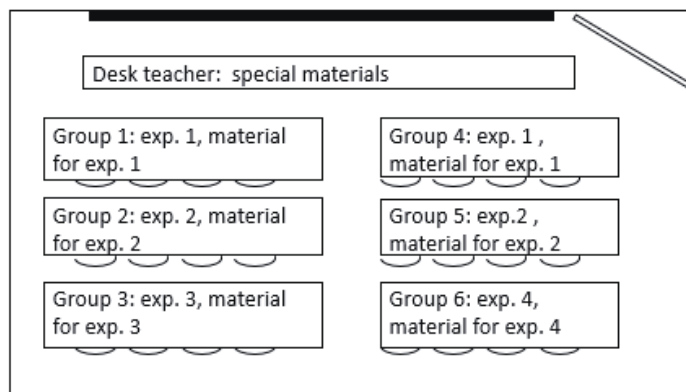 Desk teacher:  special materials
Group 1: exp. 1, material
for exp. 1
Group 4: exp. 1 ,
material for exp. 1
Group 2: exp. 2, material
for exp. 2
Group 5: exp.2 ,
material for exp. 2
Group 3: exp. 3, material
for exp. 3
Group 6: exp. 4,
material for exp. 4